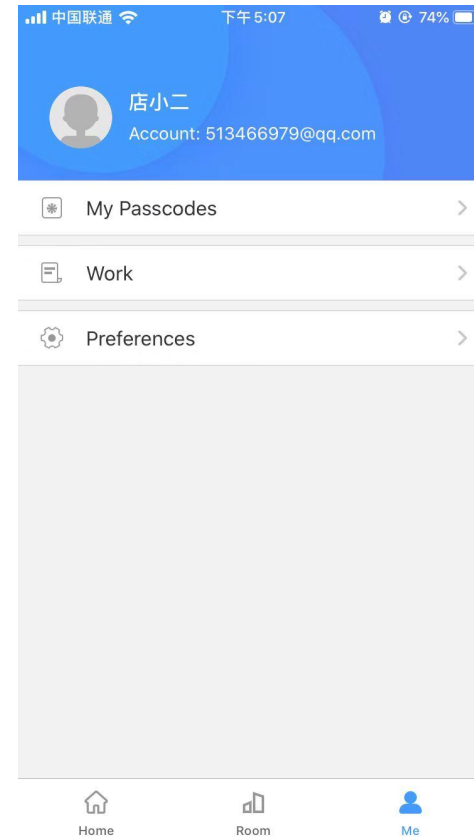 中国联通 下午5:07 74%
店小二
Account: 513466979@qq.com
My Passcodes
Work
Preferences
Home Room Me